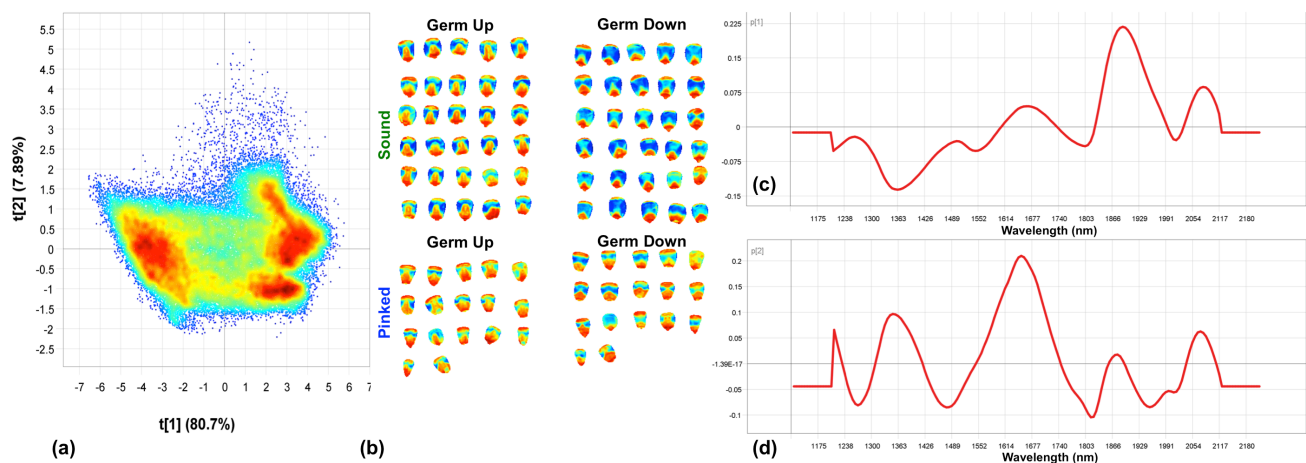 5.5
5
4.5
4
3.5
3
2.5
2
1.5
1
0.5
0
-0.5
-1
-1.5
-2
-2.5
t[2] (7.89%)
-7 -6 -5 -4 -3 -2 -1 0 1 2 3 4 5 6 7
t[1] (80.7%)
(a)
Germ Up Germ Down
Sound
Germ Up Germ Down
Pinked
(b)
p[1]
0.225
0.15
0.075
0
-0.075
-0.15
1175 1238 1300 1363 1426 1489 1552 1614 1677 1740 1803 1866 1929 1991 2054 2117 2180
Wavelength (nm)
(c)
p[2]
0.2
0.15
0.1
0.05
-1.39E-17
-0.05
-0.1
1175 1238 1300 1363 1426 1489 1552 1614 1677 1740 1803 1866 1929 1991 2054 2117 2180
Wavelength (nm)
(d)